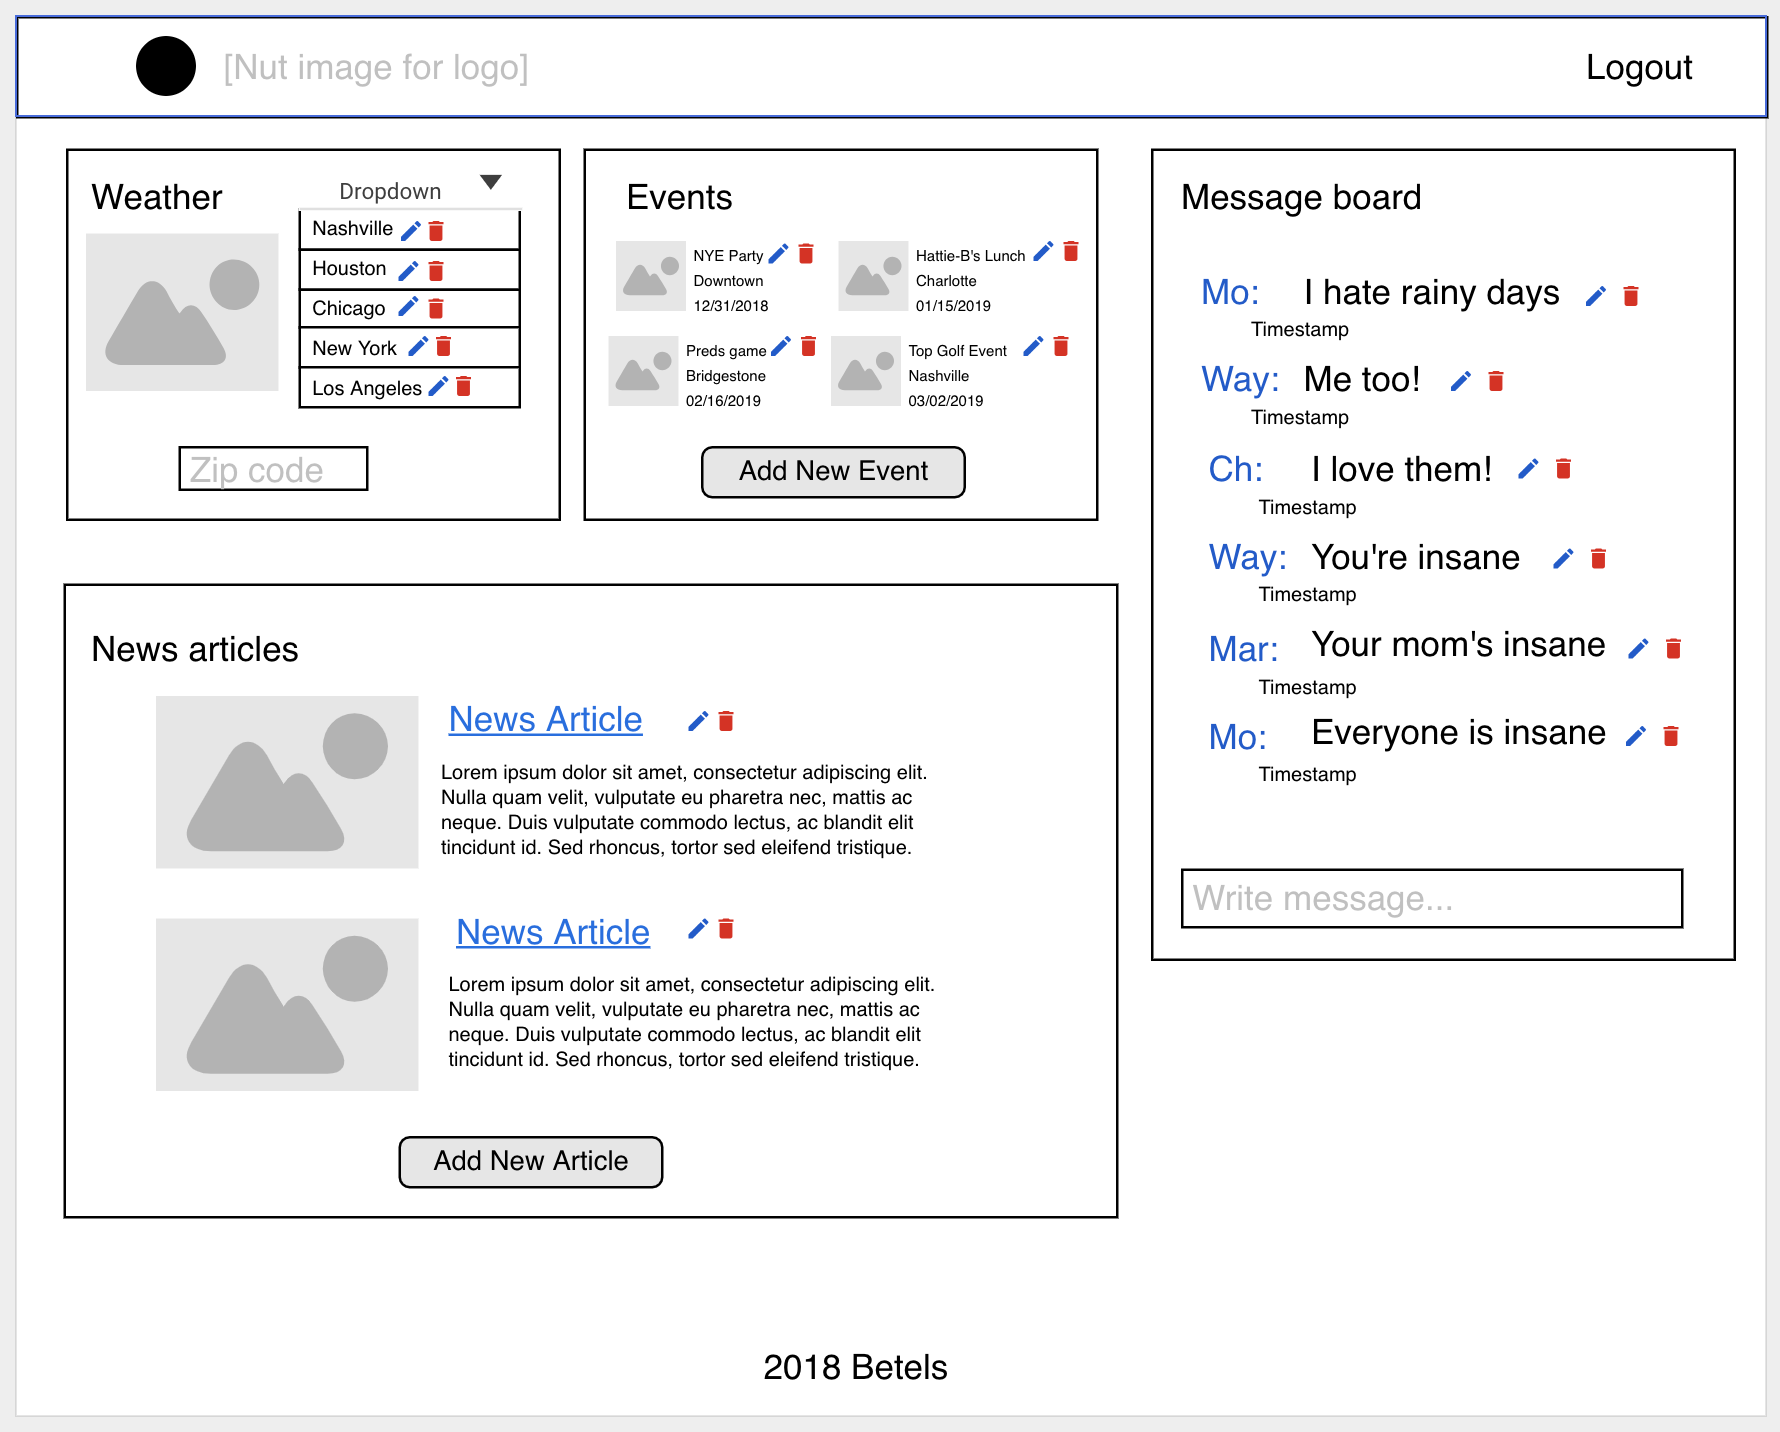 [Nut image for logo]
Logout
Weather
Dropdown
Nashville
Houston
Chicago
New York
Los Angeles
Zip code
Events
NYE Party
Downtown
12/31/2018
Hattie-B's Lunch
Charlotte
01/15/2019
Preds game
Bridgestone
02/16/2019
Top Golf Event
Nashville
03/02/2019
Add New Event
Message board
Mo: I hate rainy days
Timestamp
Way: Me too!
Timestamp
Ch: I love them!
Timestamp
Way: You're insane
Timestamp
Mar: Your mom's insane
Timestamp
Mo: Everyone is insane
Timestamp
Write message...
News articles
News Article
Lorem ipsum dolor sit amet, consectetur adipiscing elit.
Nulla quam velit, vulputate eu pharetra nec, mattis ac
neque. Duis vulputate commodo lectus, ac blandit elit
tincidunt id. Sed rhoncus, tortor sed eleifend tristique.
News Article
Lorem ipsum dolor sit amet, consectetur adipiscing elit.
Nulla quam velit, vulputate eu pharetra nec, mattis ac
neque. Duis vulputate commodo lectus, ac blandit elit
tincidunt id. Sed rhoncus, tortor sed eleifend tristique.
Add New Article
2018 Betels